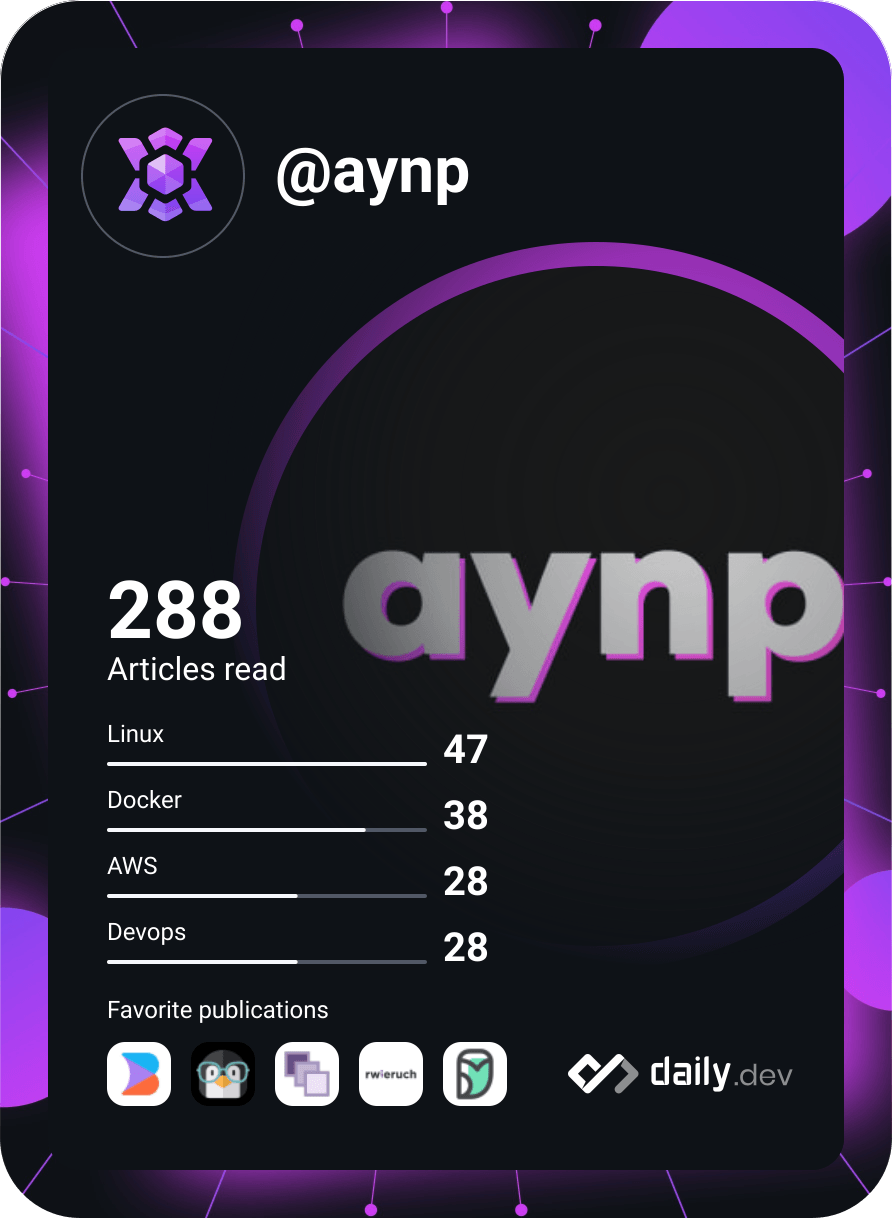 @aynp
aynp
288
Articles read
Linux
47
Docker
38
AWS
28
Devops
28
Favorite publications
rwieruch
daily.dev